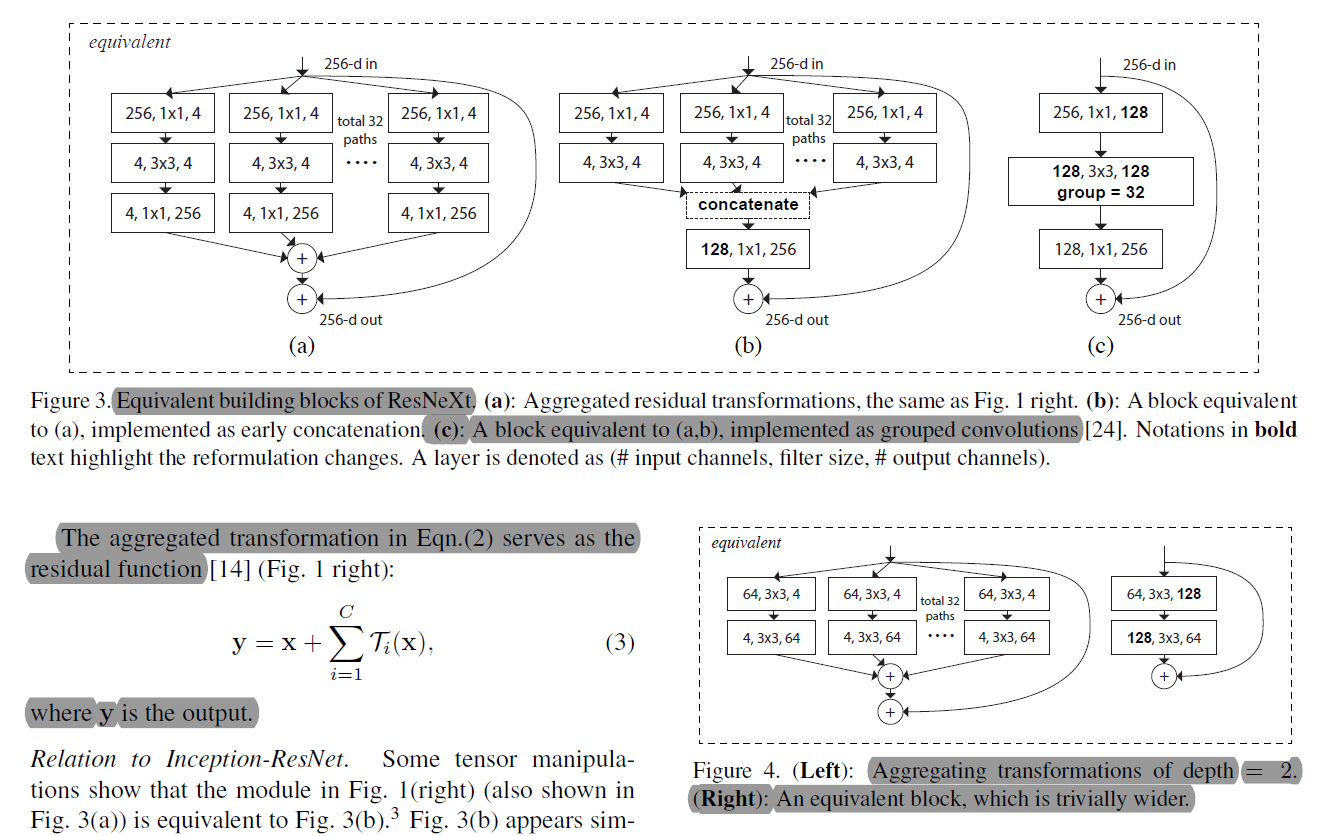 equivalent
256-d in
256, 1x1, 4
256, 1x1, 4
256, 1x1, 4
total 32
paths
....
4, 3x3, 4
4, 3x3, 4
4, 3x3, 4
4, 1x1, 256
4, 1x1, 256
4, 1x1, 256
+
+
256-d out
(a)
256-d in
256, 1x1, 4
256, 1x1, 4
256, 1x1, 4
total 32
paths
....
4, 3x3, 4
4, 3x3, 4
4, 3x3, 4
concatenate
128, 1x1, 256
+
256-d out
(b)
256-d in
256, 1x1, 128
128, 3x3, 128
group = 32
128, 1x1, 256
+
256-d out
(c)
Figure 3. Equivalent building blocks of ResNeXt. (a): Aggregated residual transformations, the same as Fig. 1 right. (b): A block equivalent
to (a), implemented as early concatenation. (c): A block equivalent to (a,b), implemented as grouped convolutions [24]. Notations in bold
text highlight the reformulation changes. A layer is denoted as (# input channels, filter size, # output channels).
The aggregated transformation in Eqn.(2) serves as the
residual function [14] (Fig. 1 right):
y = x + \sum_{i=1}^{C} \mathcal{T}_i(x), (3)
where y is the output.
Relation to Inception-ResNet. Some tensor manipula-
tions show that the module in Fig. 1(right) (also shown in
Fig. 3(a)) is equivalent to Fig. 3(b).³ Fig. 3(b) appears sim-
equivalent
64, 3x3, 4
64, 3x3, 4
64, 3x3, 4
total 32
paths
....
4, 3x3, 64
4, 3x3, 64
4, 3x3, 64
+
+
64, 3x3, 128
128, 3x3, 64
+
Figure 4. (Left): Aggregating transformations of depth = 2.
(Right): An equivalent block, which is trivially wider.